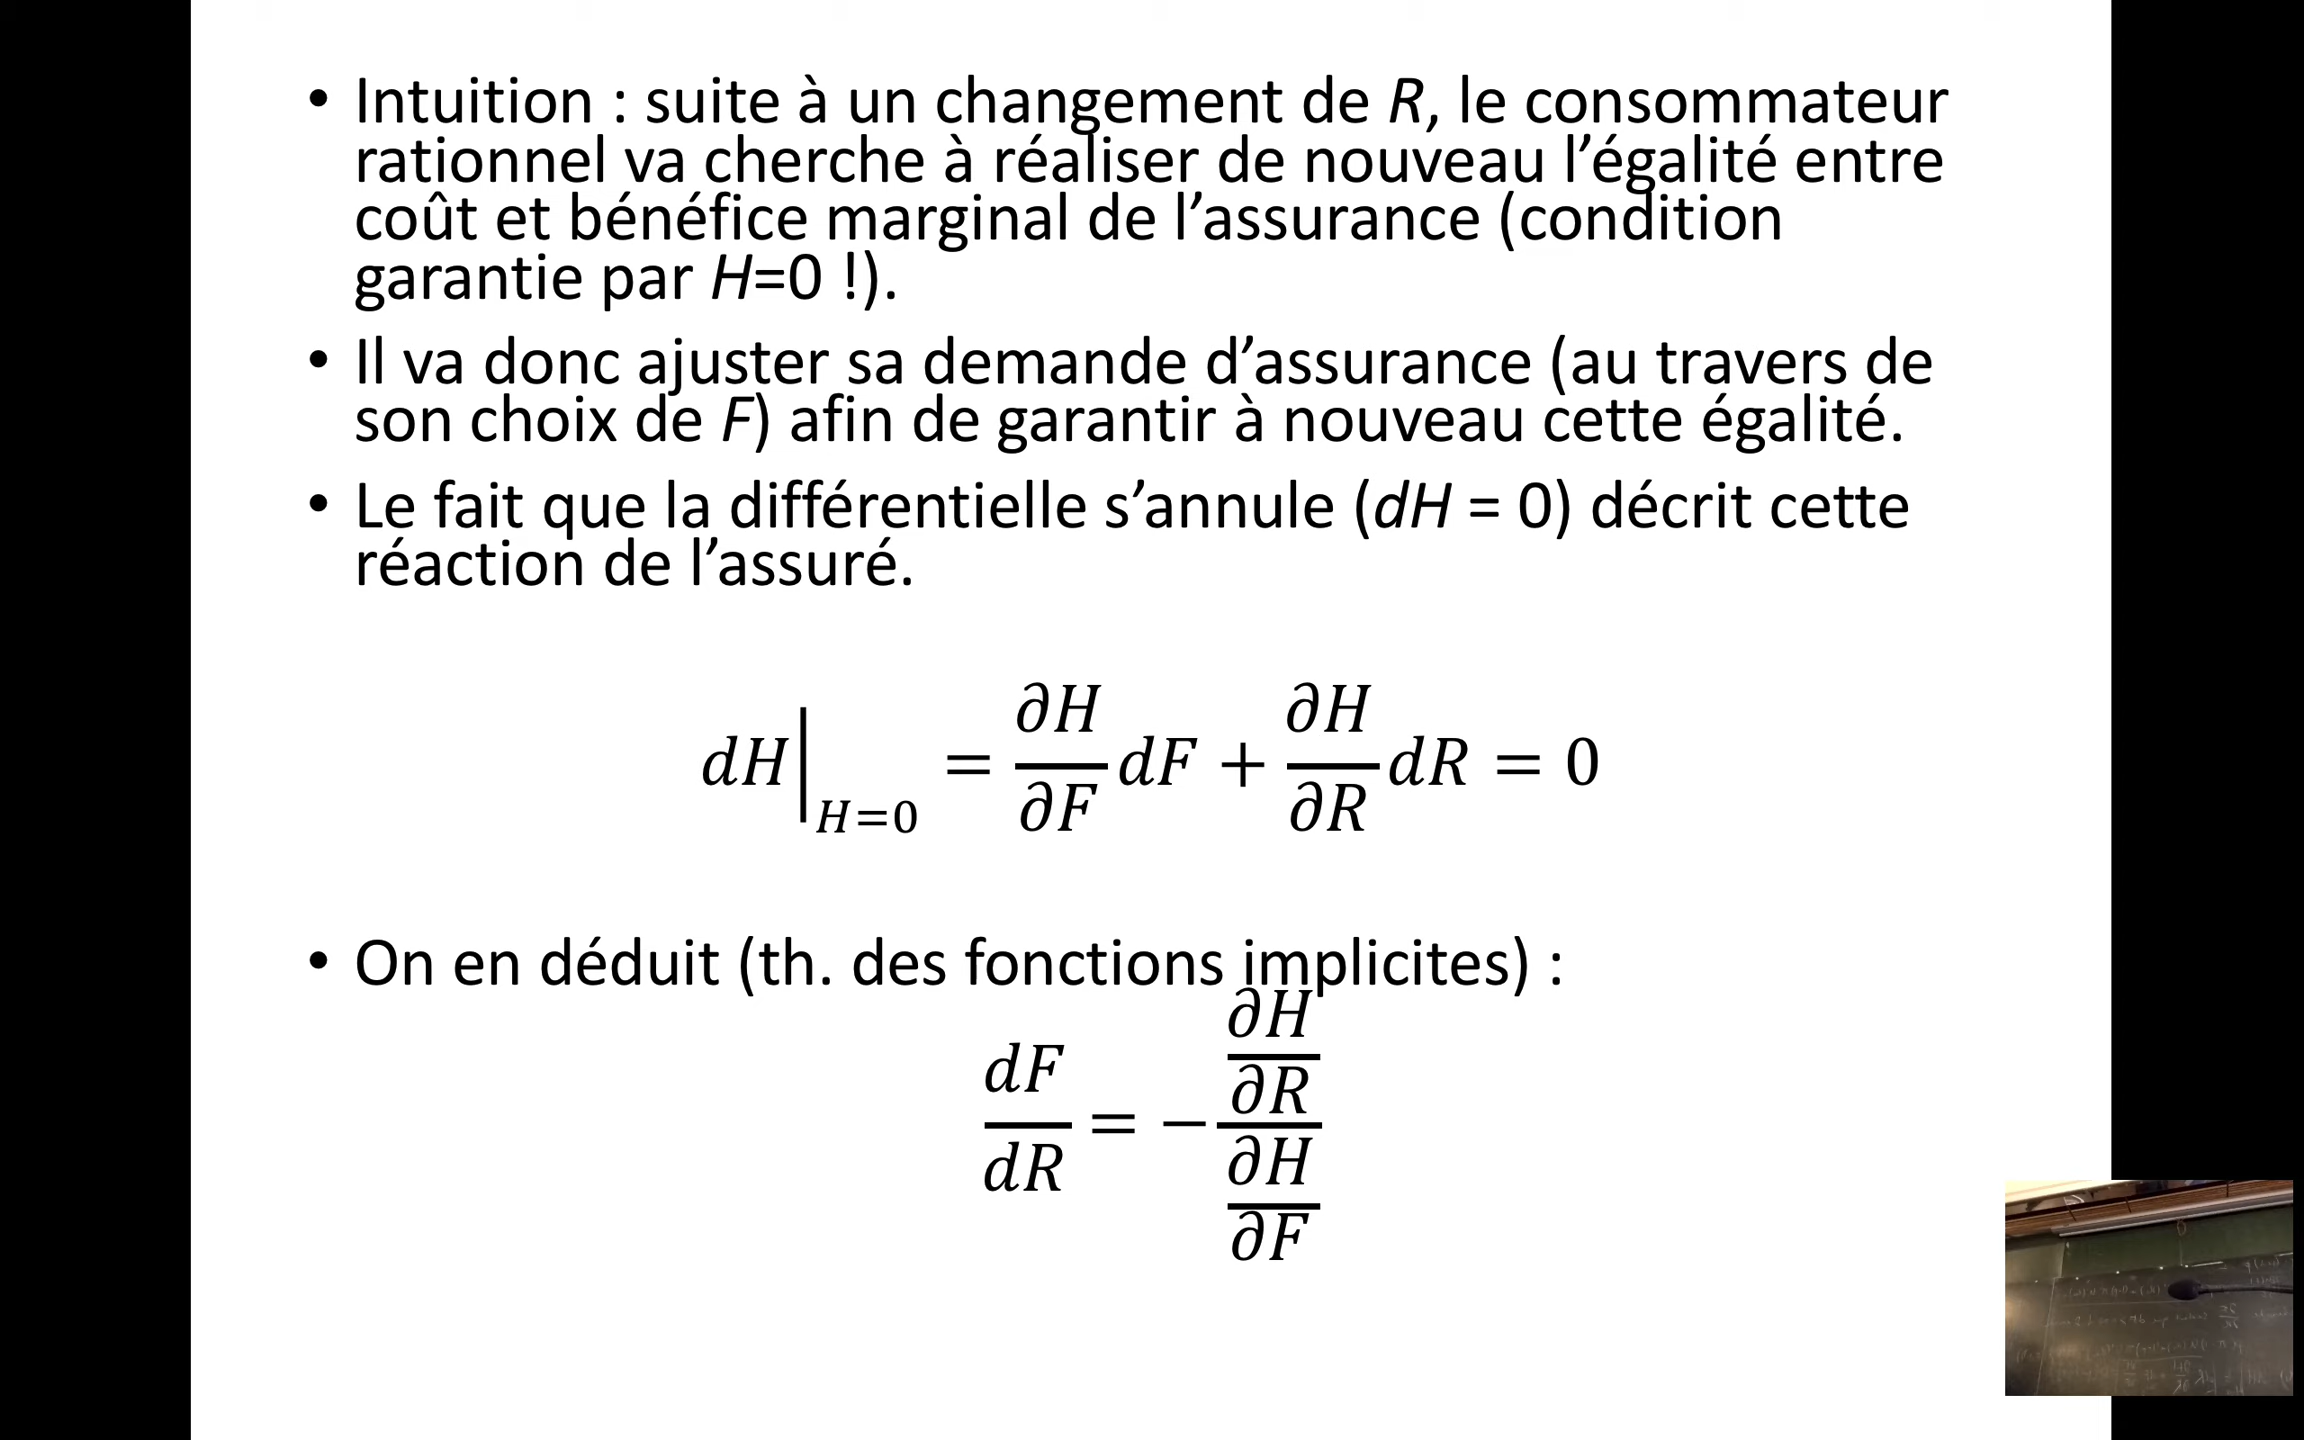 • Intuition : suite à un changement de R, le consommateur
rationnel va cherche à réaliser de nouveau l’égalité entre
coût et bénéfice marginal de l’assurance (condition
garantie par H=0 !).
• Il va donc ajuster sa demande d’assurance (au travers de
son choix de F) afin de garantir à nouveau cette égalité.
• Le fait que la différentielle s’annule (dH = 0) décrit cette
réaction de l’assuré.
dH|_{H=0} = ∂H/∂F dF + ∂H/∂R dR = 0
• On en déduit (th. des fonctions implicites) :
dF/dR = − (∂H/∂R)/(∂H/∂F)